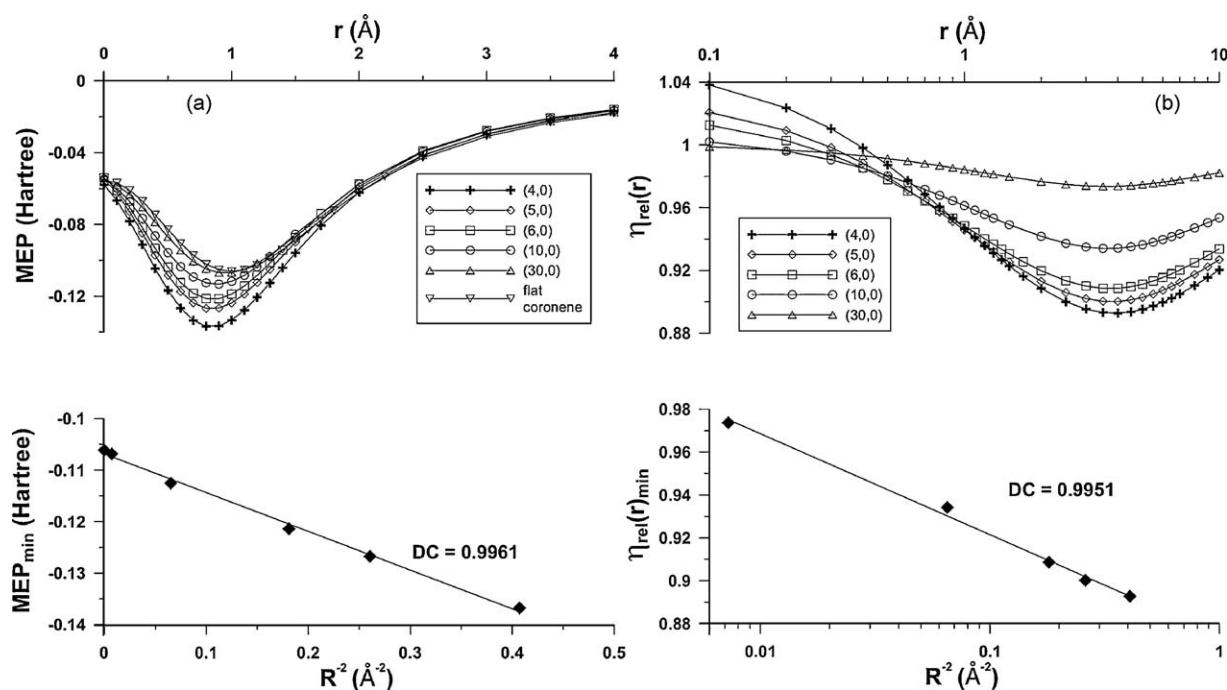 r (Å)
0 1 2 3 4
(a)
MEP (Hartree)
0
-0.04
-0.08
-0.12
(4,0)
(5,0)
(6,0)
(10,0)
(30,0)
flat
coronene
r (Å)
0.1 1 10
(b)
ηrel(r)
1.04
1
0.96
0.92
0.88
(4,0)
(5,0)
(6,0)
(10,0)
(30,0)
MEPmin (Hartree)
-0.1
-0.11
-0.12
-0.13
-0.14
DC = 0.9961
0 0.1 0.2 0.3 0.4 0.5
R⁻² (Å⁻²)
ηrel(r)min
0.98
0.96
0.94
0.92
0.9
0.88
DC = 0.9951
0.01 0.1 1
R⁻² (Å⁻²)